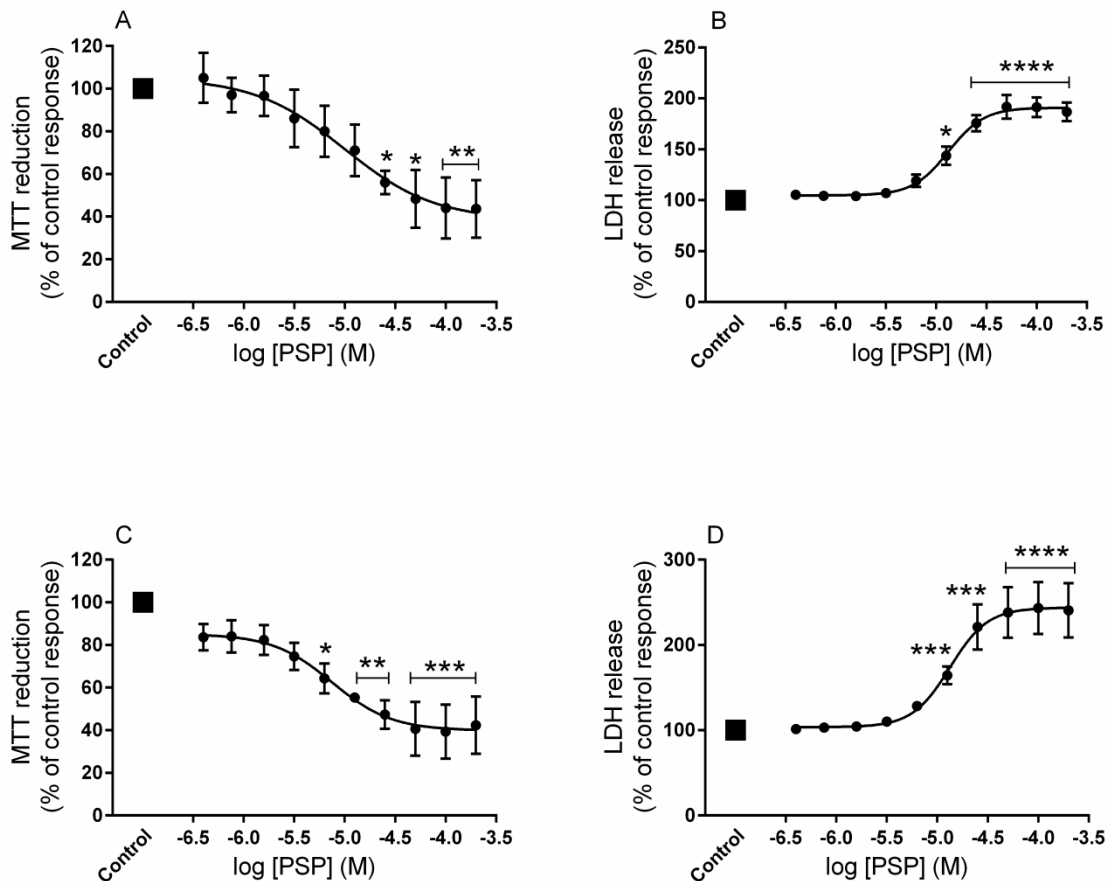 A
MTT reduction
(% of control response)
120
100
80
60
40
20
0
* * **
Control
-6.5 -6.0 -5.5 -5.0 -4.5 -4.0 -3.5
log [PSP] (M)
B
LDH release
(% of control response)
250
200
150
100
50
0
****
*
Control
-6.5 -6.0 -5.5 -5.0 -4.5 -4.0 -3.5
log [PSP] (M)
C
MTT reduction
(% of control response)
120
100
80
60
40
20
0
* ** ***
Control
-6.5 -6.0 -5.5 -5.0 -4.5 -4.0 -3.5
log [PSP] (M)
D
LDH release
(% of control response)
300
200
100
0
****
***
***
Control
-6.5 -6.0 -5.5 -5.0 -4.5 -4.0 -3.5
log [PSP] (M)